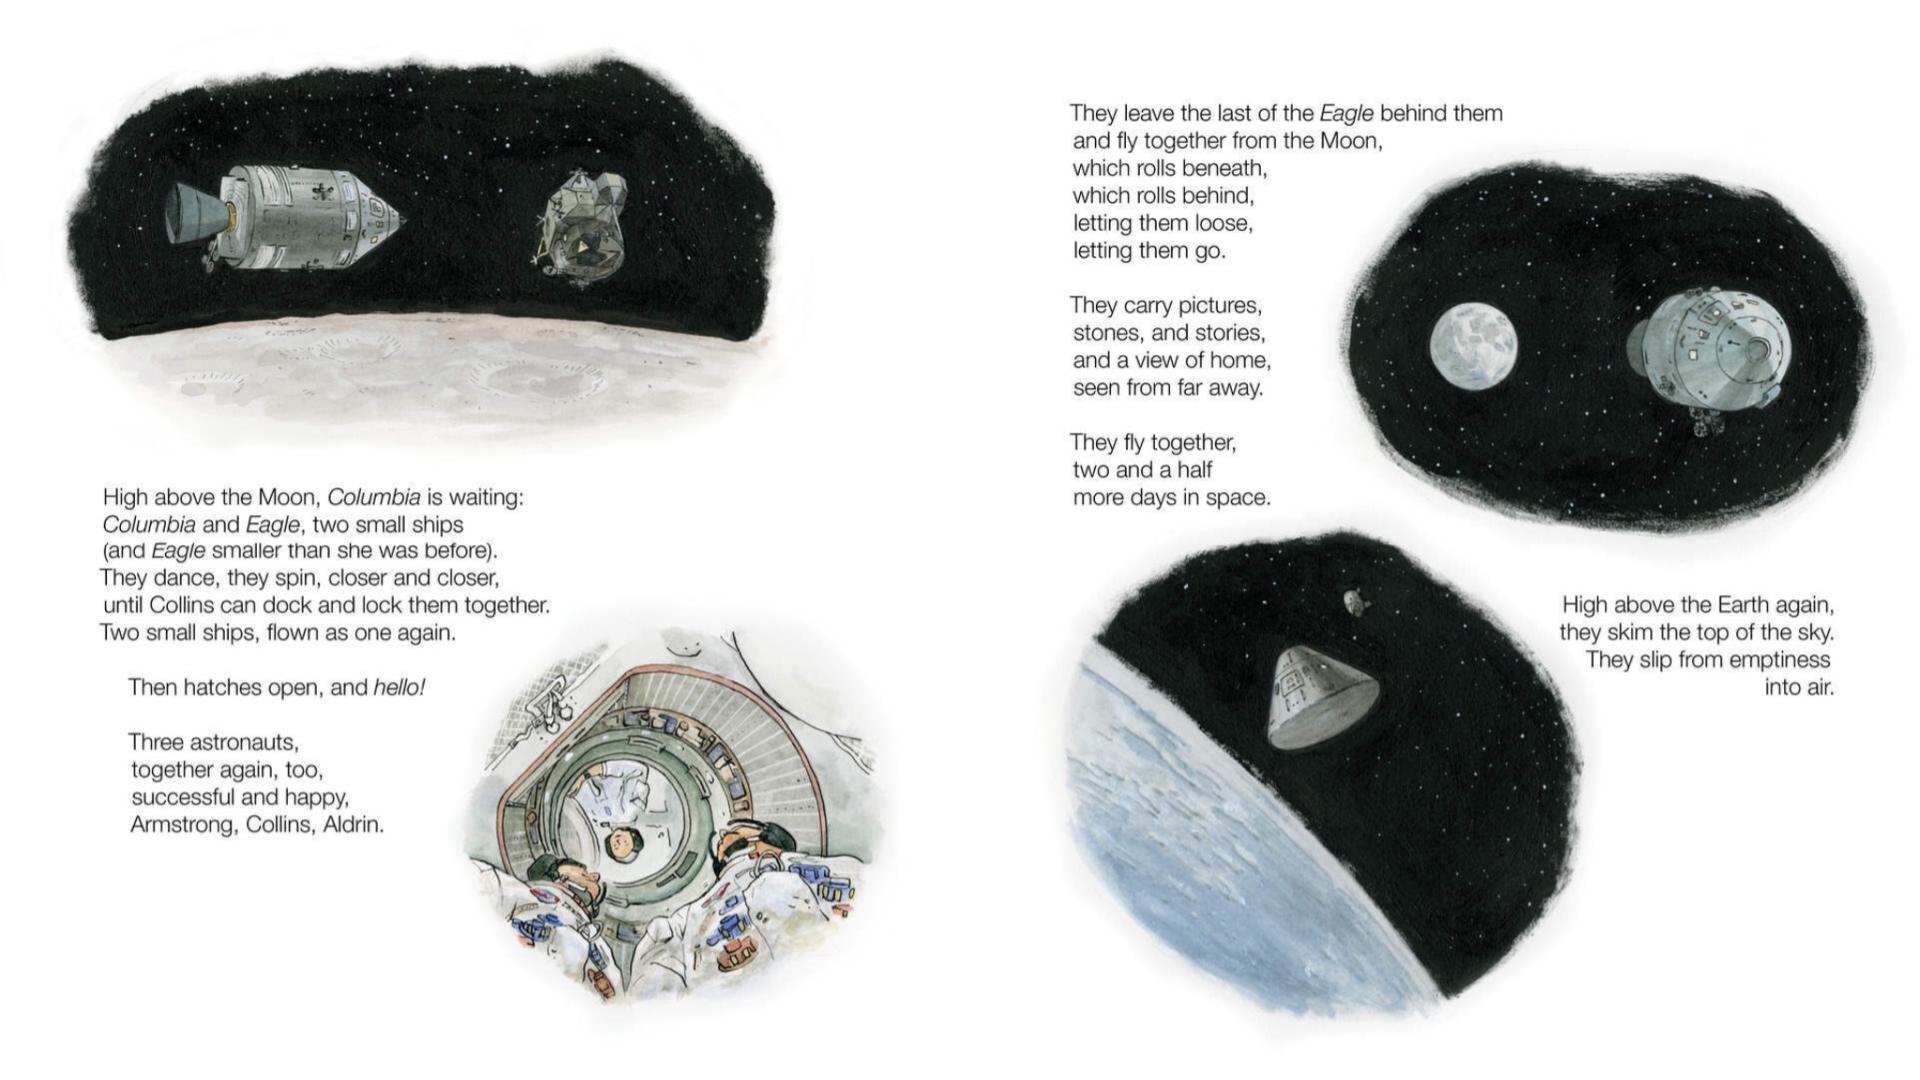 High above the Moon, Columbia is waiting:
Columbia and Eagle, two small ships
(and Eagle smaller than she was before).
They dance, they spin, closer and closer,
until Collins can dock and lock them together.
Two small ships, flown as one again.
Then hatches open, and hello!
Three astronauts,
together again, too,
successful and happy,
Armstrong, Collins, Aldrin.
They leave the last of the Eagle behind them
and fly together from the Moon,
which rolls beneath,
which rolls behind,
letting them loose,
letting them go.
They carry pictures,
stones, and stories,
and a view of home,
seen from far away.
They fly together,
two and a half
more days in space.
High above the Earth again,
they skim the top of the sky.
They slip from emptiness
into air.